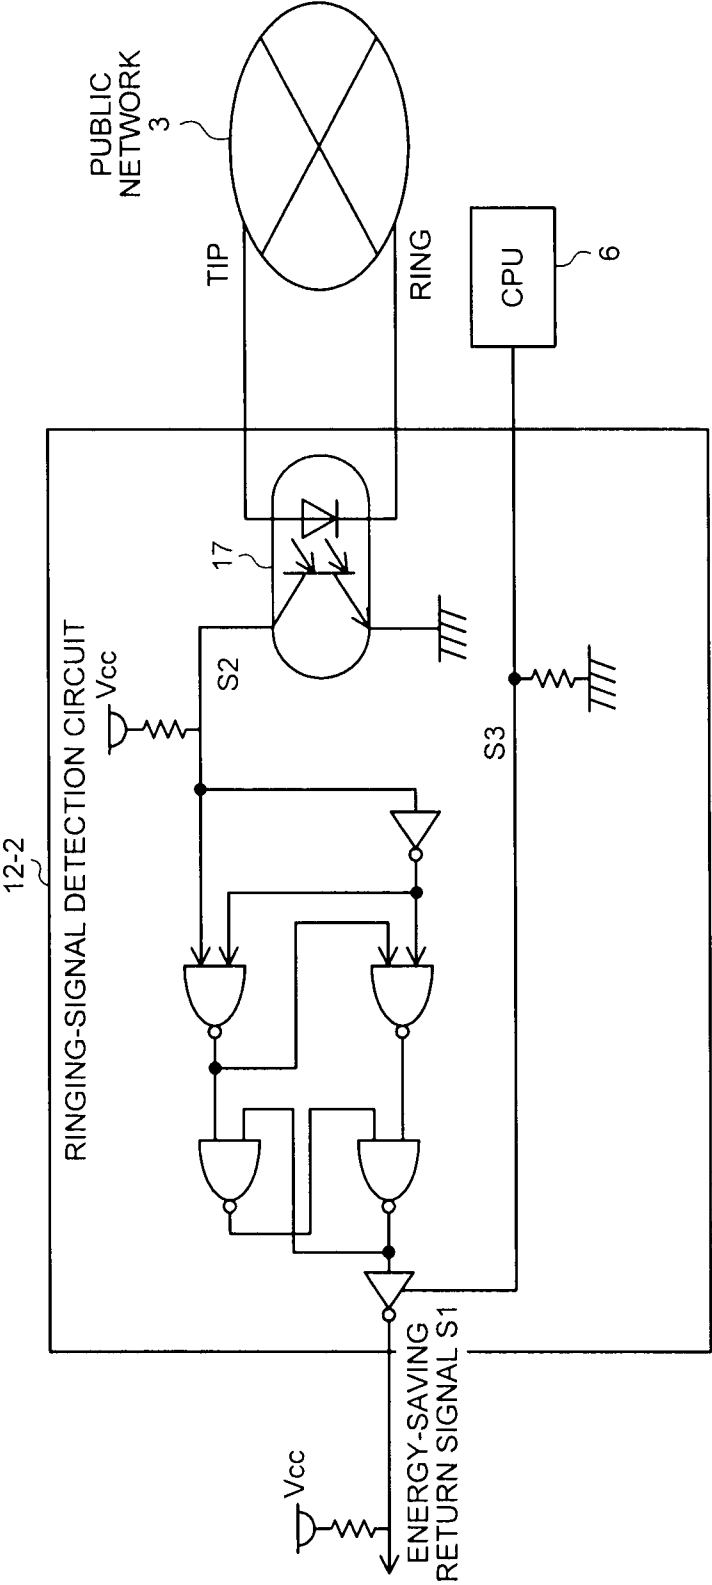 12-2
RINGING-SIGNAL DETECTION CIRCUIT
Vcc
S2
17
TIP
RING
PUBLIC
NETWORK
3
CPU
6
S3
Vcc
ENERGY-SAVING
RETURN SIGNAL S1